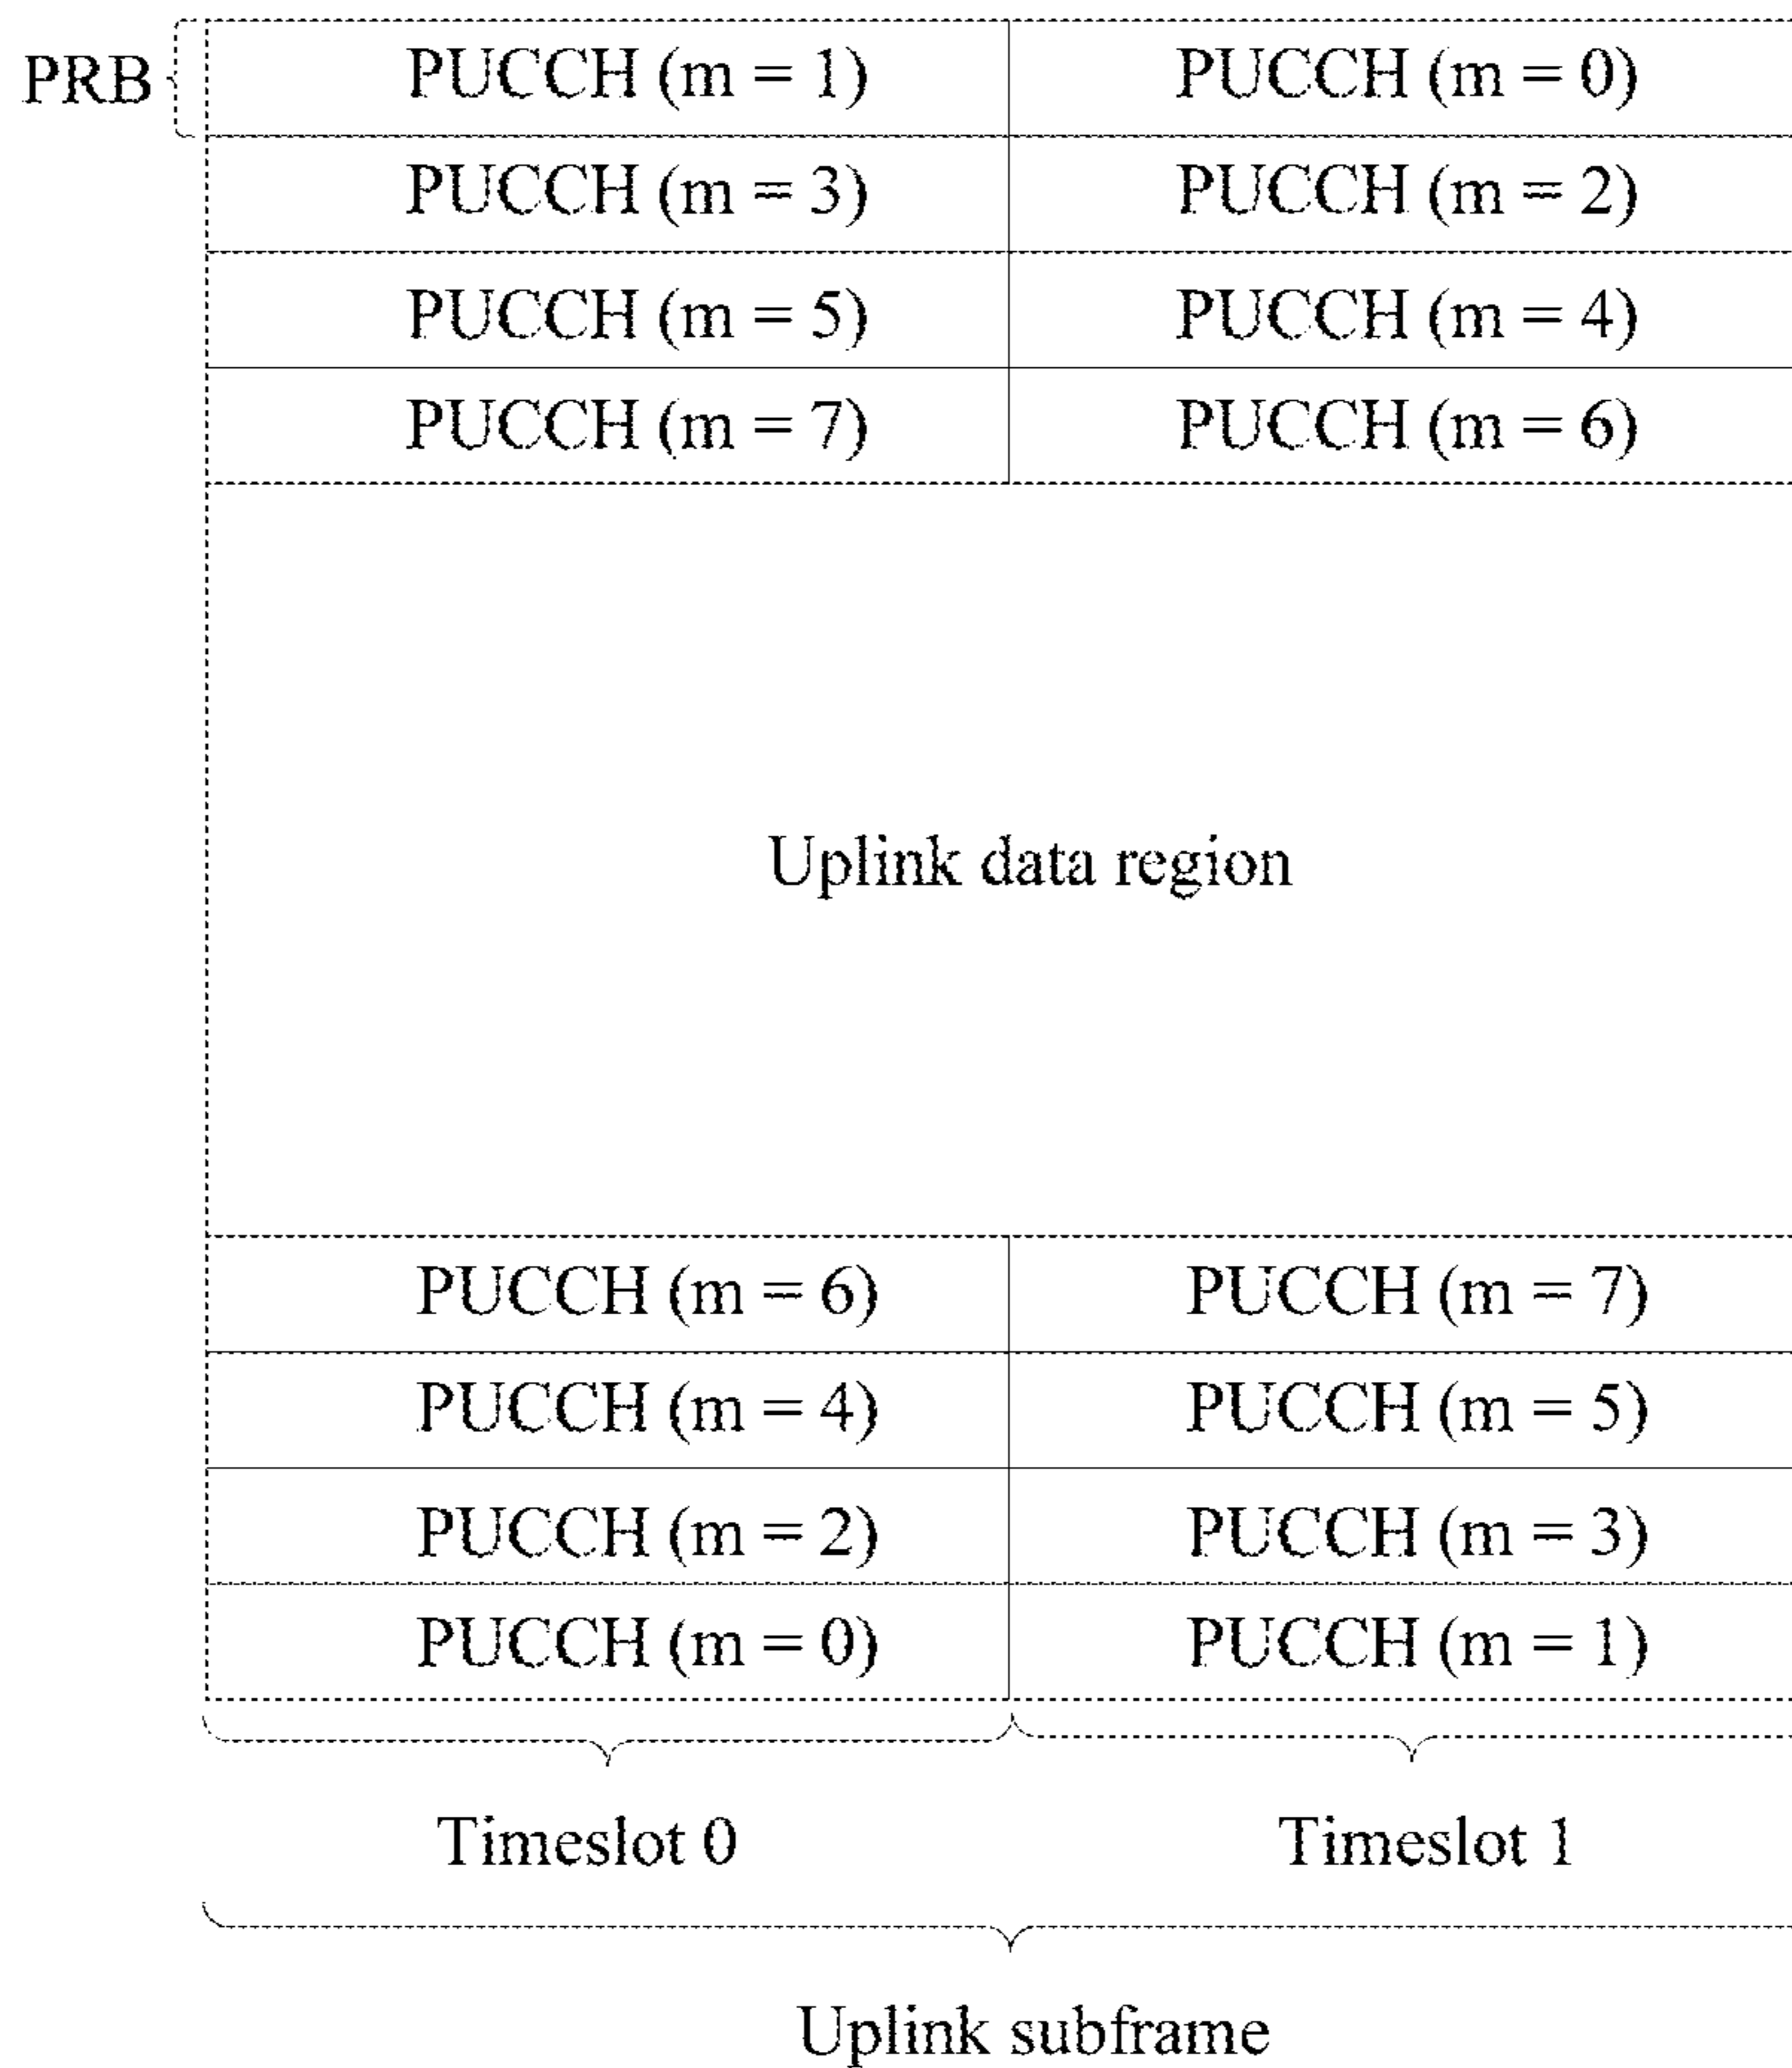 PRB
PUCCH (m = 1) PUCCH (m = 0)
PUCCH (m = 3) PUCCH (m = 2)
PUCCH (m = 5) PUCCH (m = 4)
PUCCH (m = 7) PUCCH (m = 6)
Uplink data region
PUCCH (m = 6) PUCCH (m = 7)
PUCCH (m = 4) PUCCH (m = 5)
PUCCH (m = 2) PUCCH (m = 3)
PUCCH (m = 0) PUCCH (m = 1)
Timeslot 0 Timeslot 1
Uplink subframe